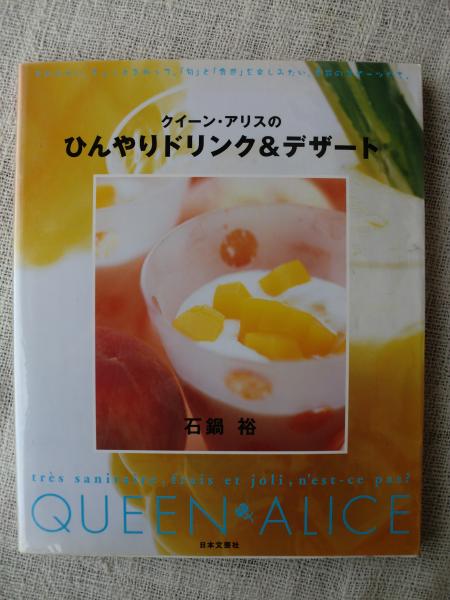 クイーン・アリスの
ひんやりドリンク&デザート
石鍋 裕
très sanitaire, frais et joli, n'est-ce pas?
QUEEN ALICE
日本文芸社